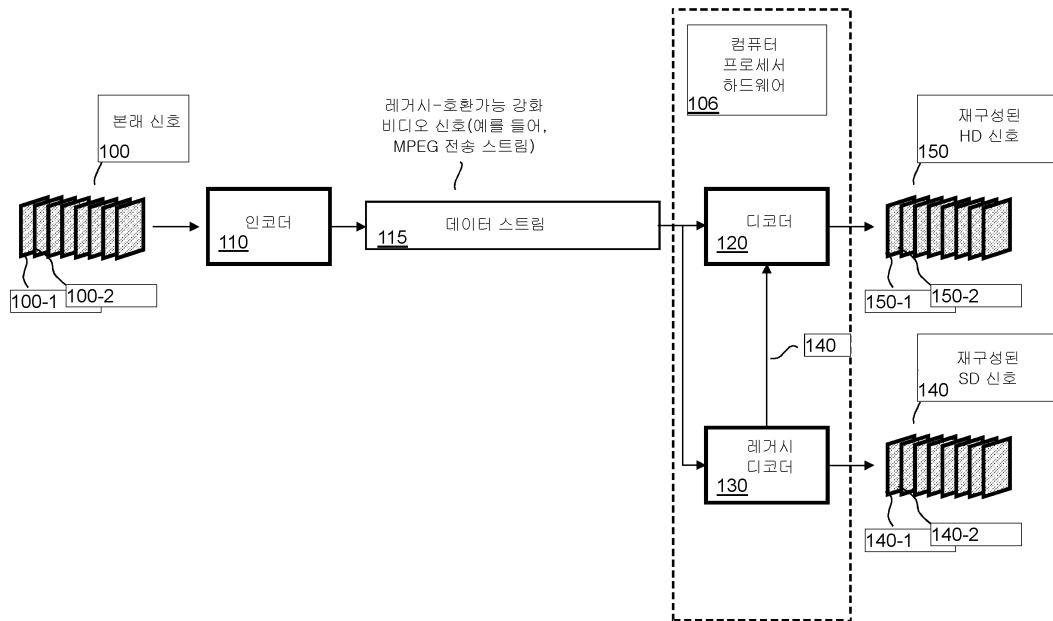 컴퓨터
프로세서
하드웨어
106
레거시-호환가능 강화
비디오 신호(예를 들어,
MPEG 전송 스트림)
본래 신호
100
재구성된
HD 신호
150
인코더
110
115
데이터 스트림
디코더
120
100-1
100-2
150-1
150-2
140
재구성된
SD 신호
140
레거시
디코더
130
140-1
140-2